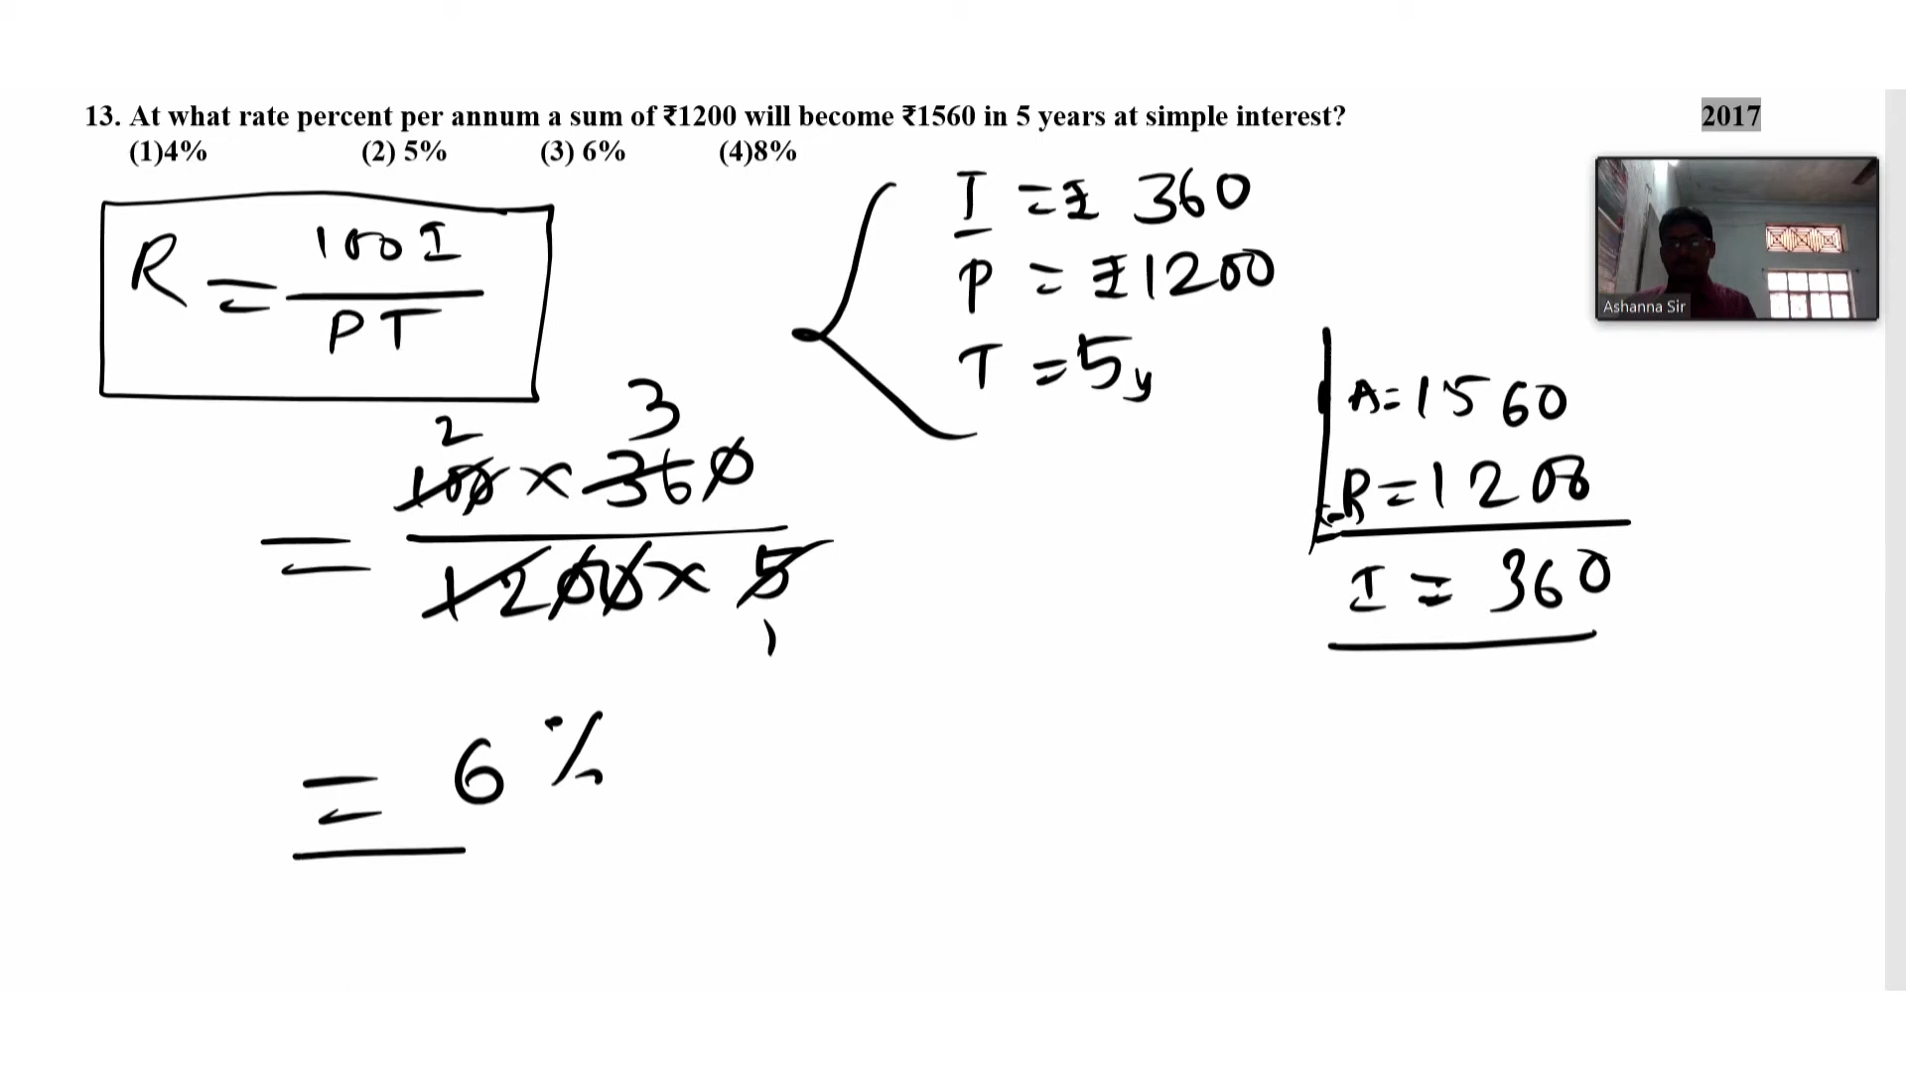 13. At what rate percent per annum a sum of ₹1200 will become ₹1560 in 5 years at simple interest? 2017
(1)4% (2) 5% (3) 6% (4)8%
R = 100 I / PT
I = ₹ 360
P = ₹1200
T = 5y
A = 1560
P = 1200
I = 360
2 3
= 100 x 360 / 1200 x 5
1
= 6 %
Ashanna Sir